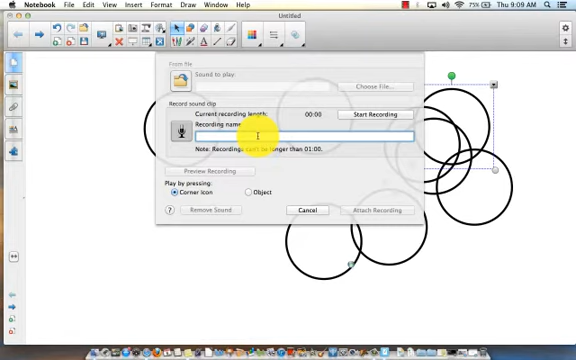 Notebook File Edit View Insert Format Draw Window Help 75% Thu 9:09 AM
Untitled
From file
Sound to play:
Choose File...
Record sound clip
Current recording length: 00:00 Start Recording
Recording name
Note: Recordings can't be longer than 01:00.
Preview Recording
Play by pressing:
Corner Icon Object
? Remove Sound Cancel Attach Recording